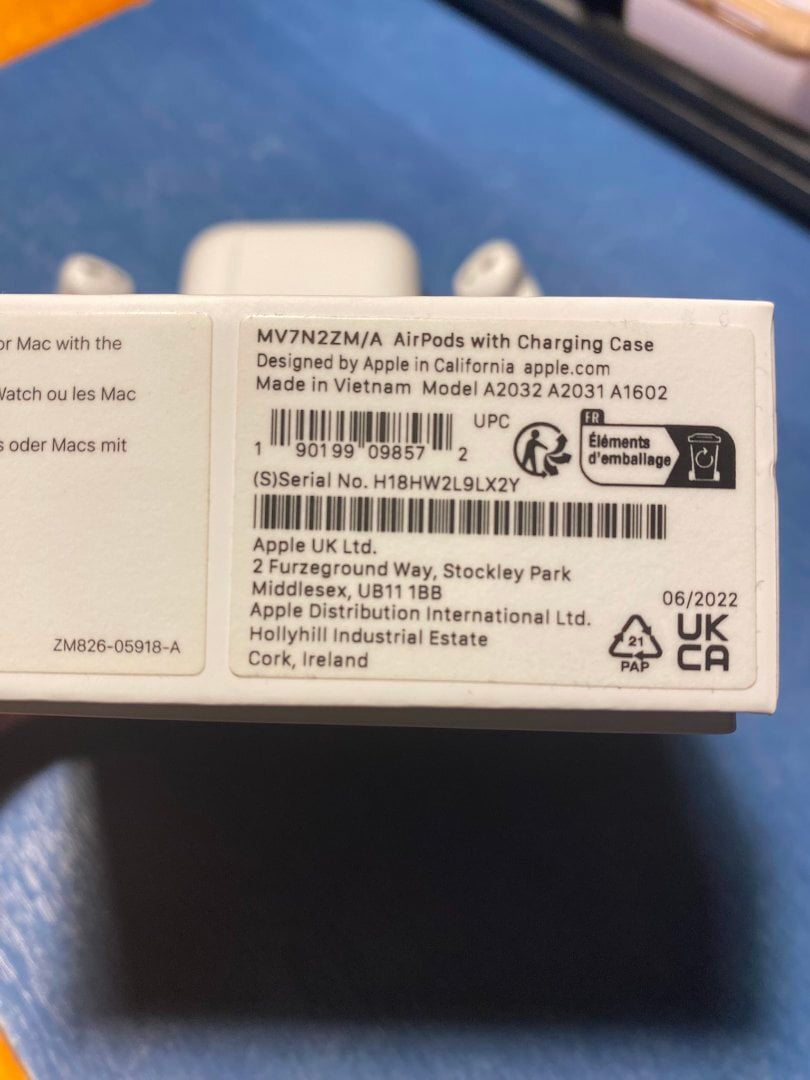 or Mac with the
Watch ou les Mac
s oder Macs mit
ZM826-05918-A
MV7N2ZM/A AirPods with Charging Case
Designed by Apple in California apple.com
Made in Vietnam Model A2032 A2031 A1602
UPC
1 90199 09857 2
FR
Éléments
d'emballage
(S)Serial No. H18HW2L9LX2Y
Apple UK Ltd.
2 Furzeground Way, Stockley Park
Middlesex, UB11 1BB
Apple Distribution International Ltd.
Hollyhill Industrial Estate
Cork, Ireland
06/2022
21
PAP
UK
CA